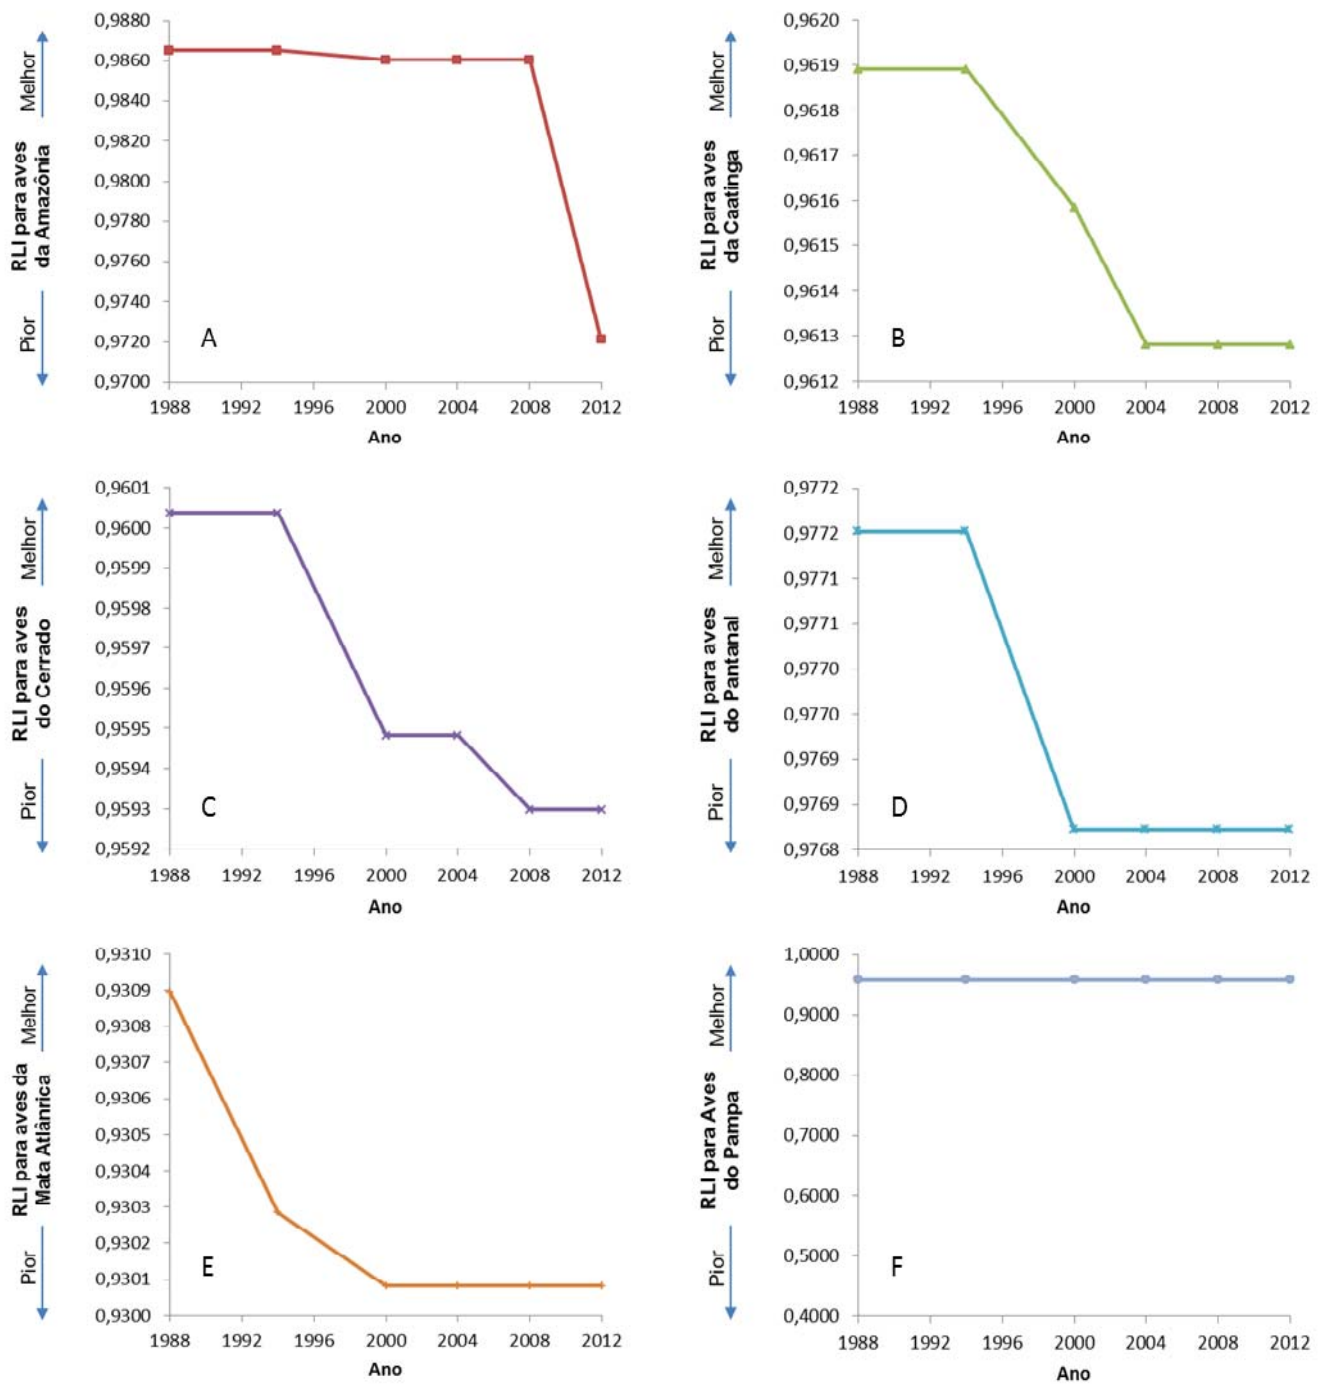 Melhor
RLI para aves
da Amazônia
Pior
0,9880
0,9860
0,9840
0,9820
0,9800
0,9780
0,9760
0,9740
0,9720
0,9700
A
1988 1992 1996 2000 2004 2008 2012
Ano
Melhor
RLI para aves
da Caatinga
Pior
0,9620
0,9619
0,9618
0,9617
0,9616
0,9615
0,9614
0,9613
0,9612
B
1988 1992 1996 2000 2004 2008 2012
Ano
Melhor
RLI para aves
do Cerrado
Pior
0,9601
0,9600
0,9599
0,9598
0,9597
0,9596
0,9595
0,9594
0,9593
0,9592
C
1988 1992 1996 2000 2004 2008 2012
Ano
Melhor
RLI para aves
do Pantanal
Pior
0,9772
0,9772
0,9771
0,9771
0,9770
0,9770
0,9769
0,9769
0,9768
D
1988 1992 1996 2000 2004 2008 2012
Ano
Melhor
RLI para aves da
Mata Atlânrica
Pior
0,9310
0,9309
0,9308
0,9307
0,9306
0,9305
0,9304
0,9303
0,9302
0,9301
0,9300
E
1988 1992 1996 2000 2004 2008 2012
Ano
Melhor
RLI para Aves
do Pampa
Pior
1,0000
0,9000
0,8000
0,7000
0,6000
0,5000
0,4000
F
1988 1992 1996 2000 2004 2008 2012
Ano